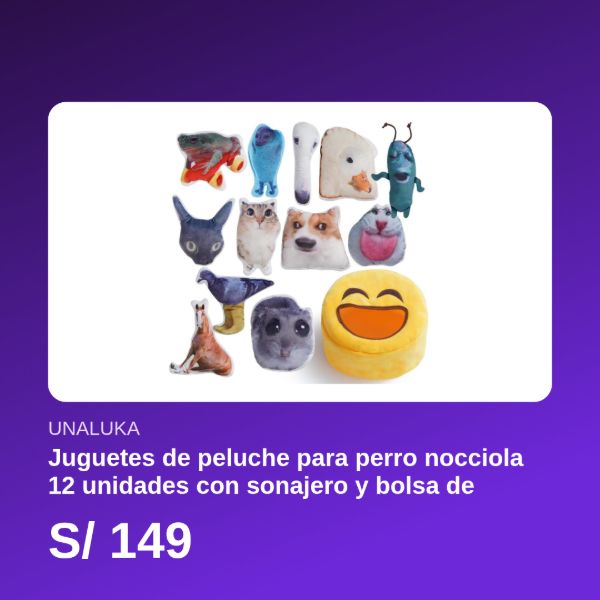 UNALUKA
Juguetes de peluche para perro nocciola
12 unidades con sonajero y bolsa de
S/ 149